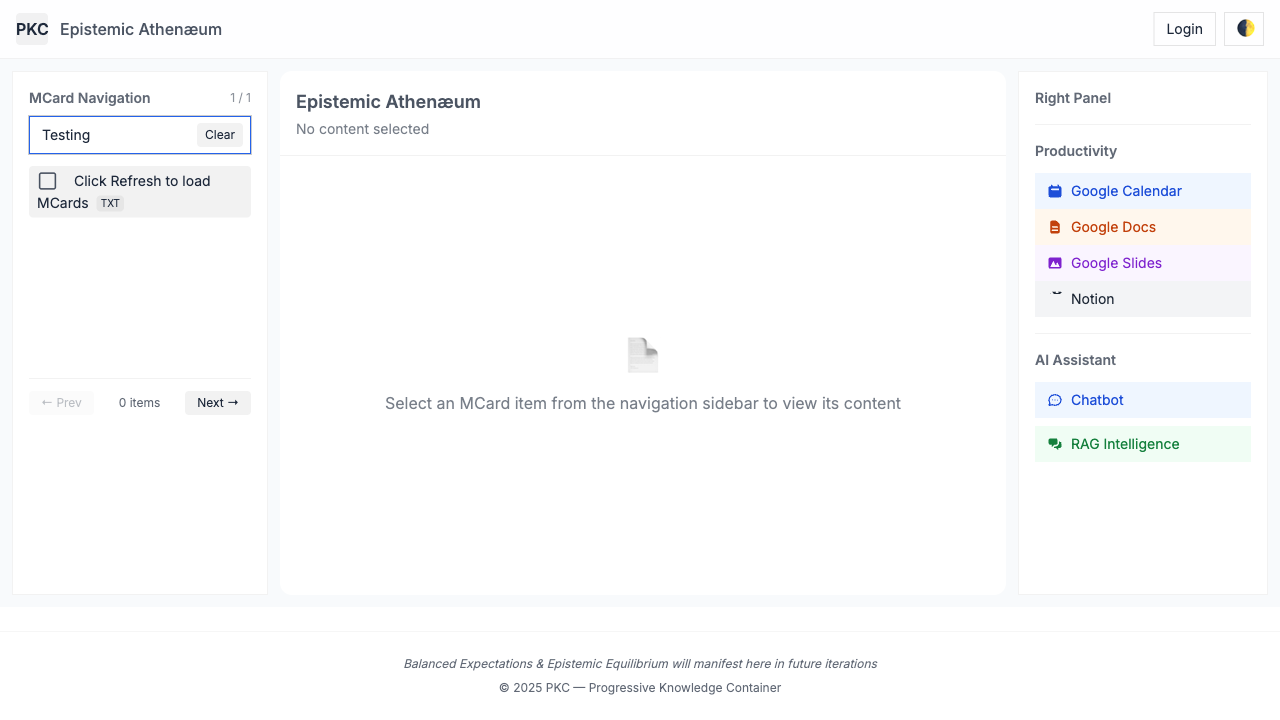 PKC Epistemic Athenæum
Login
MCard Navigation
1 / 1
Testing
Clear
Click Refresh to load
MCards TXT
← Prev
0 items
Next →
Epistemic Athenæum
No content selected
Select an MCard item from the navigation sidebar to view its content
Right Panel
Productivity
Google Calendar
Google Docs
Google Slides
Notion
AI Assistant
Chatbot
RAG Intelligence
Balanced Expectations & Epistemic Equilibrium will manifest here in future iterations
© 2025 PKC — Progressive Knowledge Container